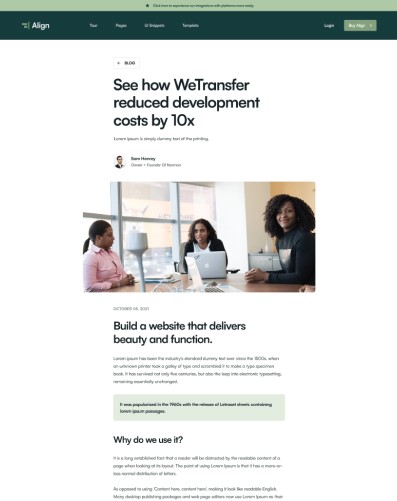 Click here to experience our integrations with platforms more easily.
Align
Tour
Pages
UI Snippets
Template
Login
Buy Align
BLOG
See how WeTransfer
reduced development
costs by 10x
Lorem ipsum is simply dummy text of the printing.
Sara Heavey
Owner + Founder Of
OCTOBER 05, 2021
Build a website that delivers
beauty and function.
Lorem ipsum has been the industry's standard dummy text ever since the 1500s, when
an unknown printer took a galley of type and scrambled it to make a type specimen
book. It has survived not only five centuries, but also the leap into electronic typesetting,
remaining essentially unchanged.
It was popularised in the 1960s with the release of Letraset sheets containing
lorem ipsum passages.
Why do we use it?
It is a long established fact that a reader will be distracted by the readable content of a
page when looking at its layout. The point of using Lorem Ipsum is that it has a more-or-
less normal distribution of letters.
As opposed to using 'Content here, content here', making it look like readable English.
Many desktop publishing packages and web page editors now use Lorem Ipsum as that